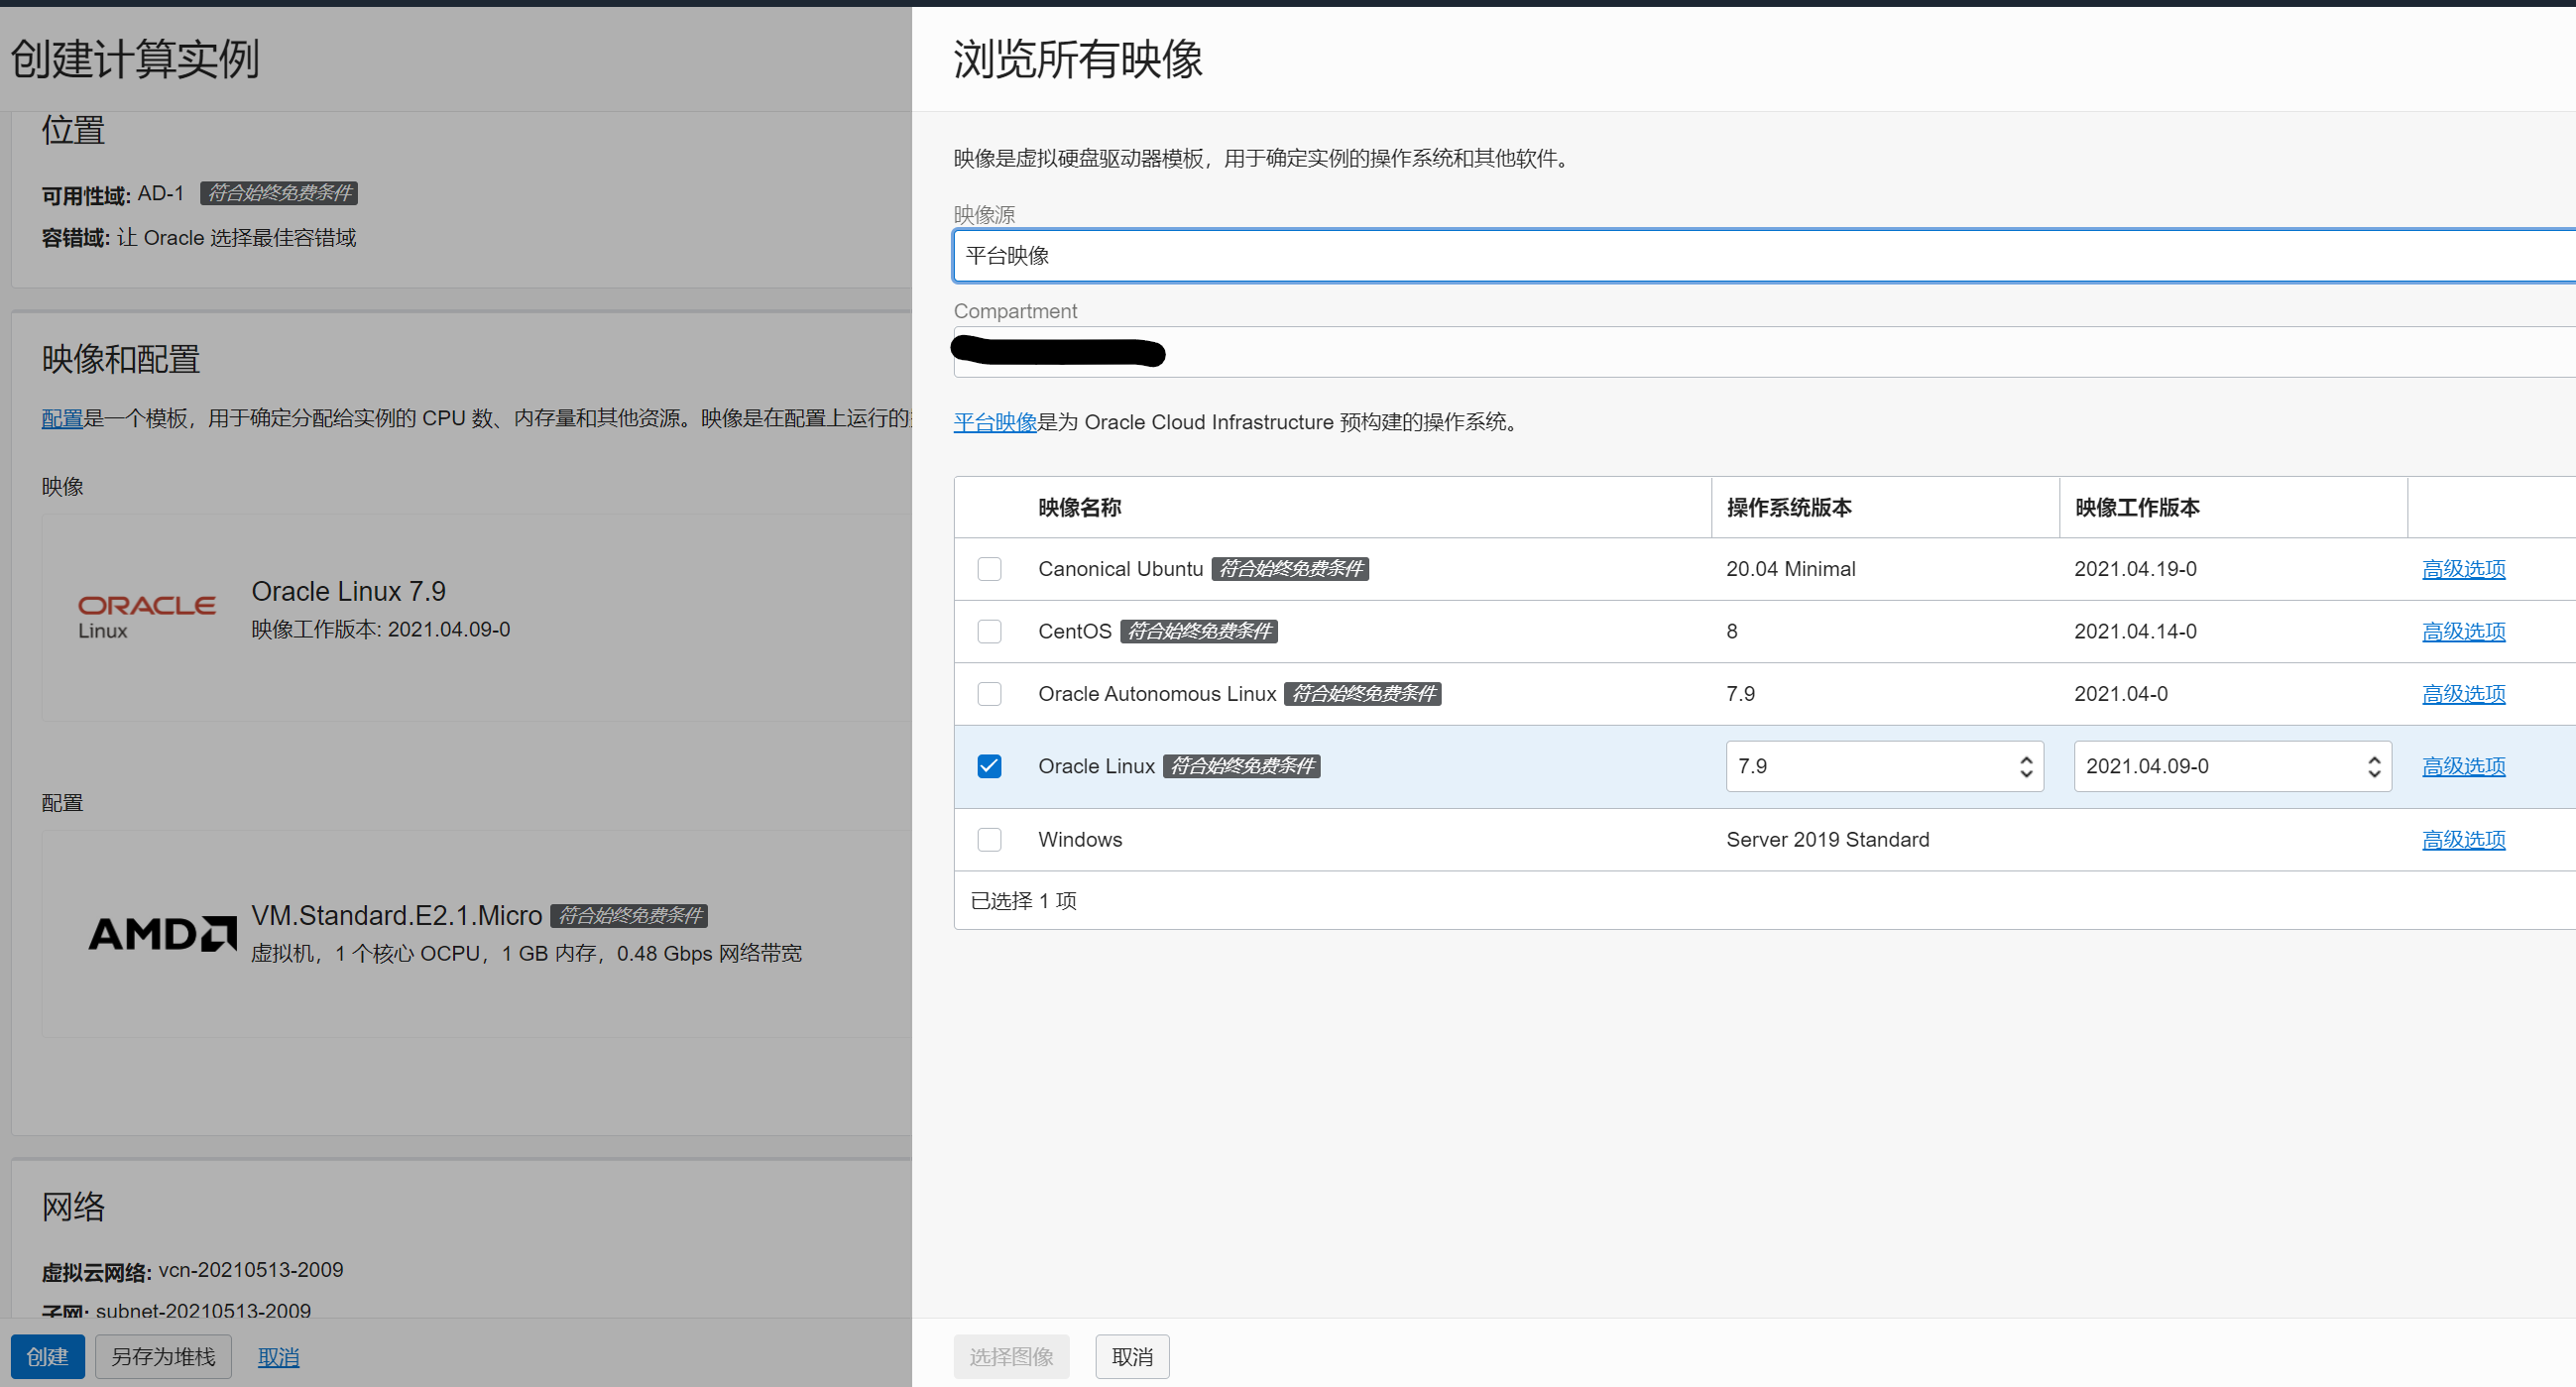 创建计算实例
位置
可用性域: AD-1 符合始终免费条件
容错域: 让 Oracle 选择最佳容错域
映像和配置
配置是一个模板，用于确定分配给实例的 CPU 数、内存量和其他资源。映像是在配置上运行的
映像
ORACLE
Linux
Oracle Linux 7.9
映像工作版本: 2021.04.09-0
配置
AMD
VM.Standard.E2.1.Micro 符合始终免费条件
虚拟机，1 个核心 OCPU，1 GB 内存，0.48 Gbps 网络带宽
网络
虚拟云网络: vcn-20210513-2009
子网: subnet-20210513-2009
创建 另存为堆栈 取消
浏览所有映像
映像是虚拟硬盘驱动器模板，用于确定实例的操作系统和其他软件。
映像源
平台映像
Compartment
平台映像是为 Oracle Cloud Infrastructure 预构建的操作系统。
映像名称 操作系统版本 映像工作版本
Canonical Ubuntu 符合始终免费条件 20.04 Minimal 2021.04.19-0 高级选项
CentOS 符合始终免费条件 8 2021.04.14-0 高级选项
Oracle Autonomous Linux 符合始终免费条件 7.9 2021.04-0 高级选项
Oracle Linux 符合始终免费条件 7.9 2021.04.09-0 高级选项
Windows Server 2019 Standard 高级选项
已选择 1 项
选择图像 取消